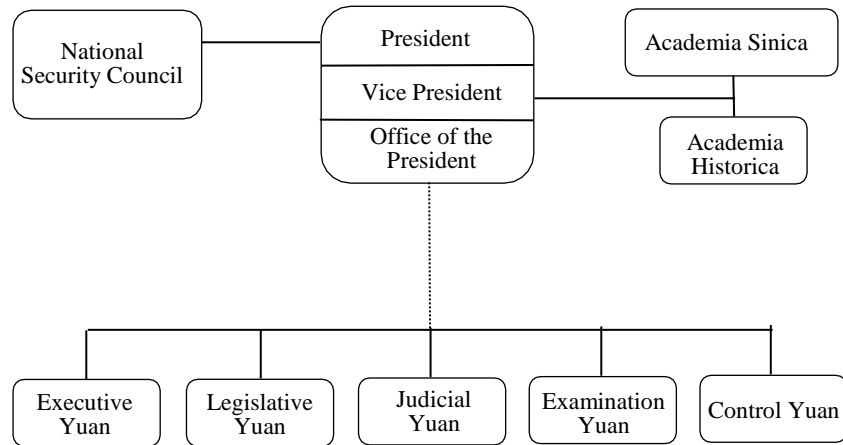 National
Security Council
President
Vice President
Office of the
President
Academia Sinica
Academia
Historica
Executive
Yuan
Legislative
Yuan
Judicial
Yuan
Examination
Yuan
Control Yuan